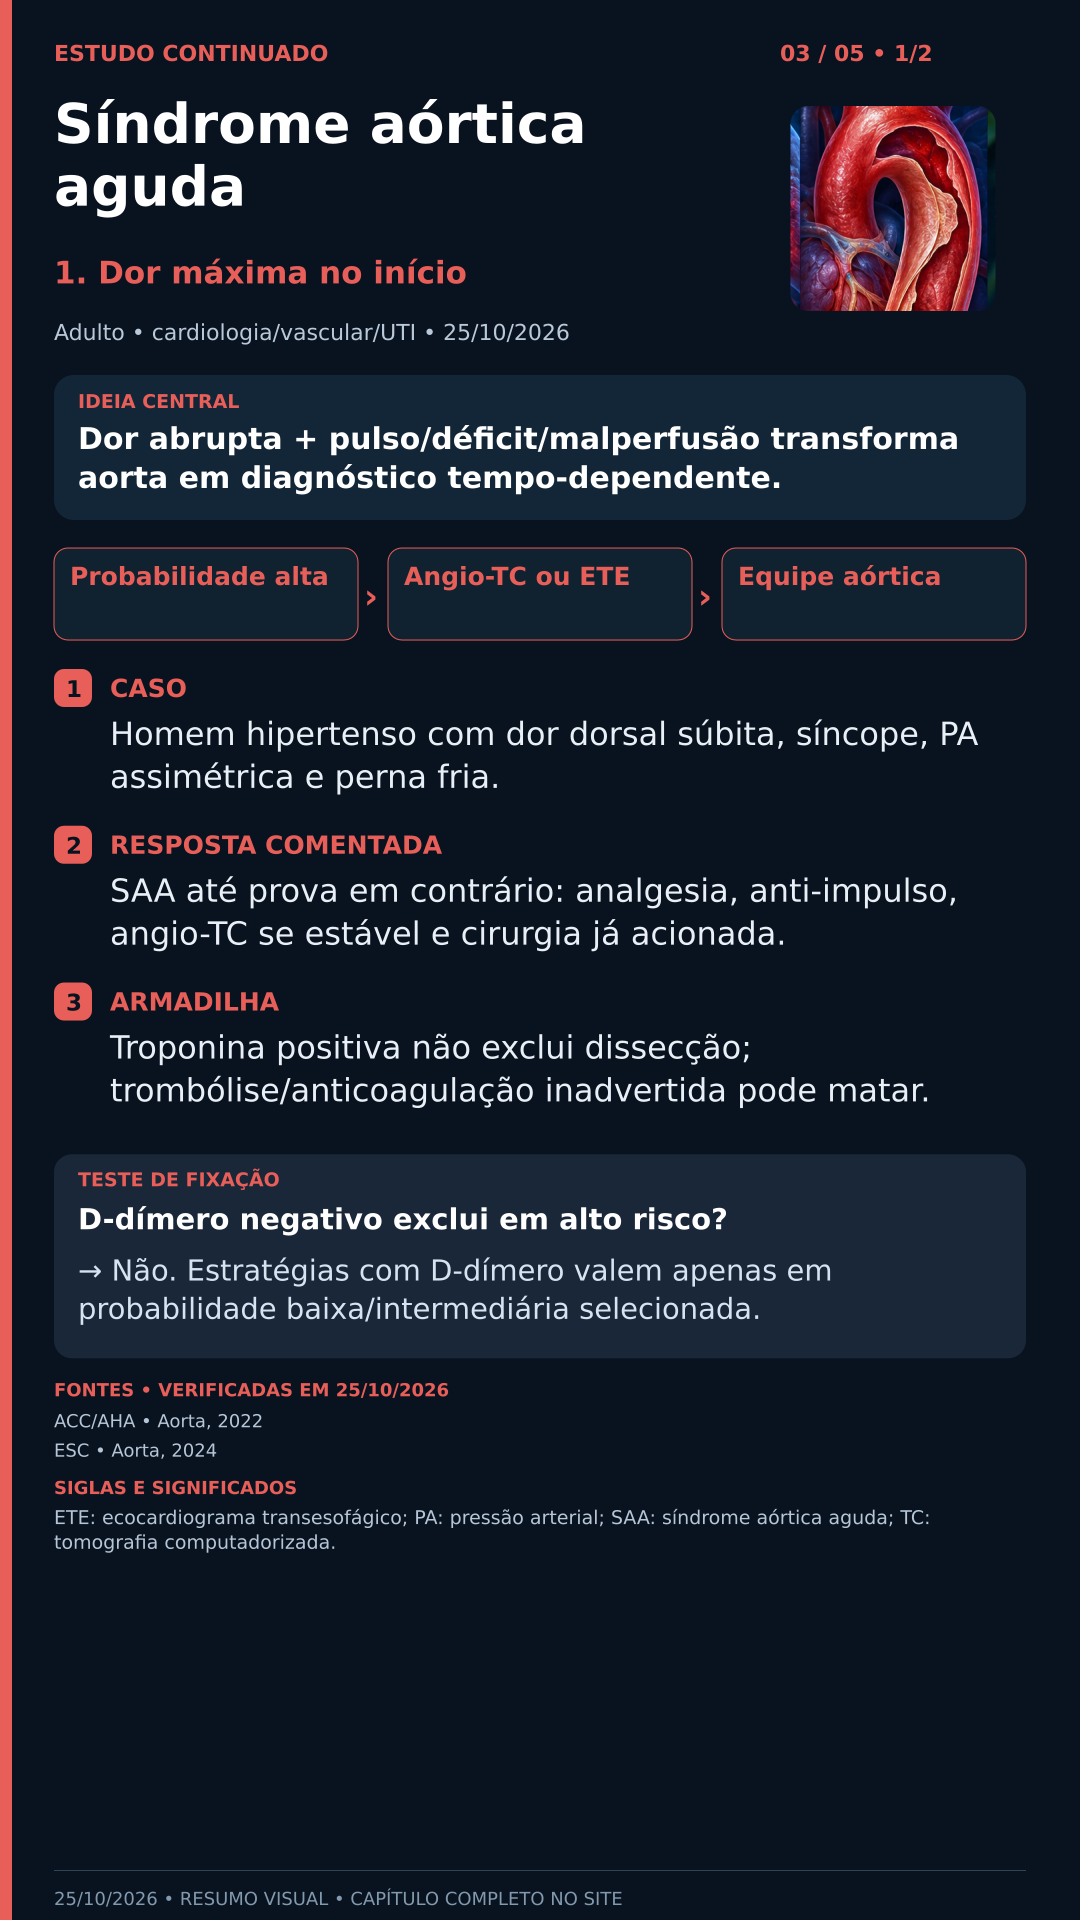 ESTUDO CONTINUADO
03 / 05 • 1/2
Síndrome aórtica
aguda
1. Dor máxima no início
Adulto • cardiologia/vascular/UTI • 25/10/2026
IDEIA CENTRAL
Dor abrupta + pulso/déficit/malperfusão transforma
aorta em diagnóstico tempo-dependente.
Probabilidade alta › Angio-TC ou ETE › Equipe aórtica
1 CASO
Homem hipertenso com dor dorsal súbita, síncope, PA
assimétrica e perna fria.
2 RESPOSTA COMENTADA
SAA até prova em contrário: analgesia, anti-impulso,
angio-TC se estável e cirurgia já acionada.
3 ARMADILHA
Troponina positiva não exclui dissecção;
trombólise/anticoagulação inadvertida pode matar.
TESTE DE FIXAÇÃO
D-dímero negativo exclui em alto risco?
→ Não. Estratégias com D-dímero valem apenas em
probabilidade baixa/intermediária selecionada.
FONTES • VERIFICADAS EM 25/10/2026
ACC/AHA • Aorta, 2022
ESC • Aorta, 2024
SIGLAS E SIGNIFICADOS
ETE: ecocardiograma transesofágico; PA: pressão arterial; SAA: síndrome aórtica aguda; TC:
tomografia computadorizada.
25/10/2026 • RESUMO VISUAL • CAPÍTULO COMPLETO NO SITE